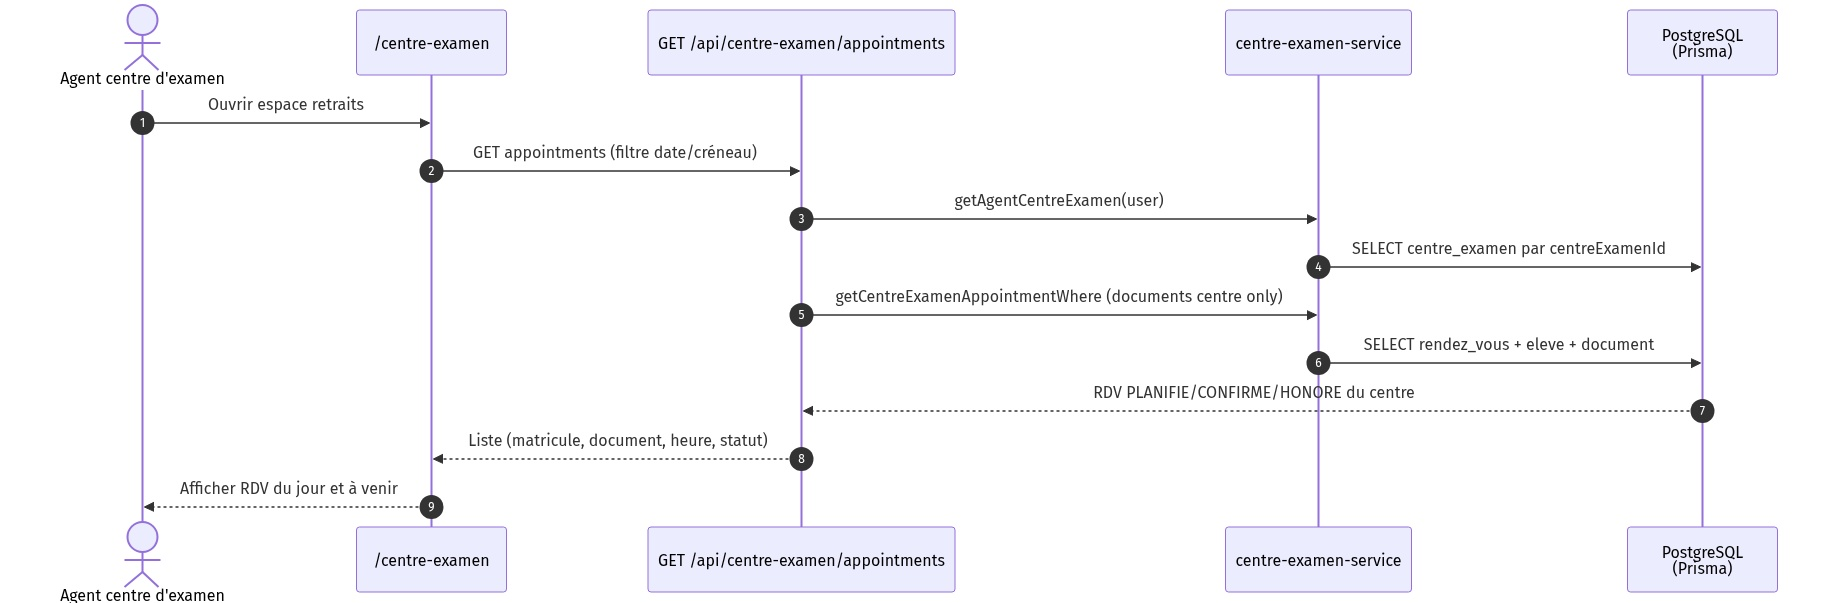 Agent centre d'examen
/centre-examen
GET /api/centre-examen/appointments
centre-examen-service
PostgreSQL
(Prisma)
Ouvrir espace retraits
1
GET appointments (filtre date/créneau)
2
getAgentCentreExamen(user)
3
SELECT centre_examen par centreExamenId
4
getCentreExamenAppointmentWhere (documents centre only)
5
SELECT rendez_vous + eleve + document
6
RDV PLANIFIE/CONFIRME/HONORE du centre
7
Liste (matricule, document, heure, statut)
8
Afficher RDV du jour et à venir
9
Agent centre d'examen
/centre-examen
GET /api/centre-examen/appointments
centre-examen-service
PostgreSQL
(Prisma)